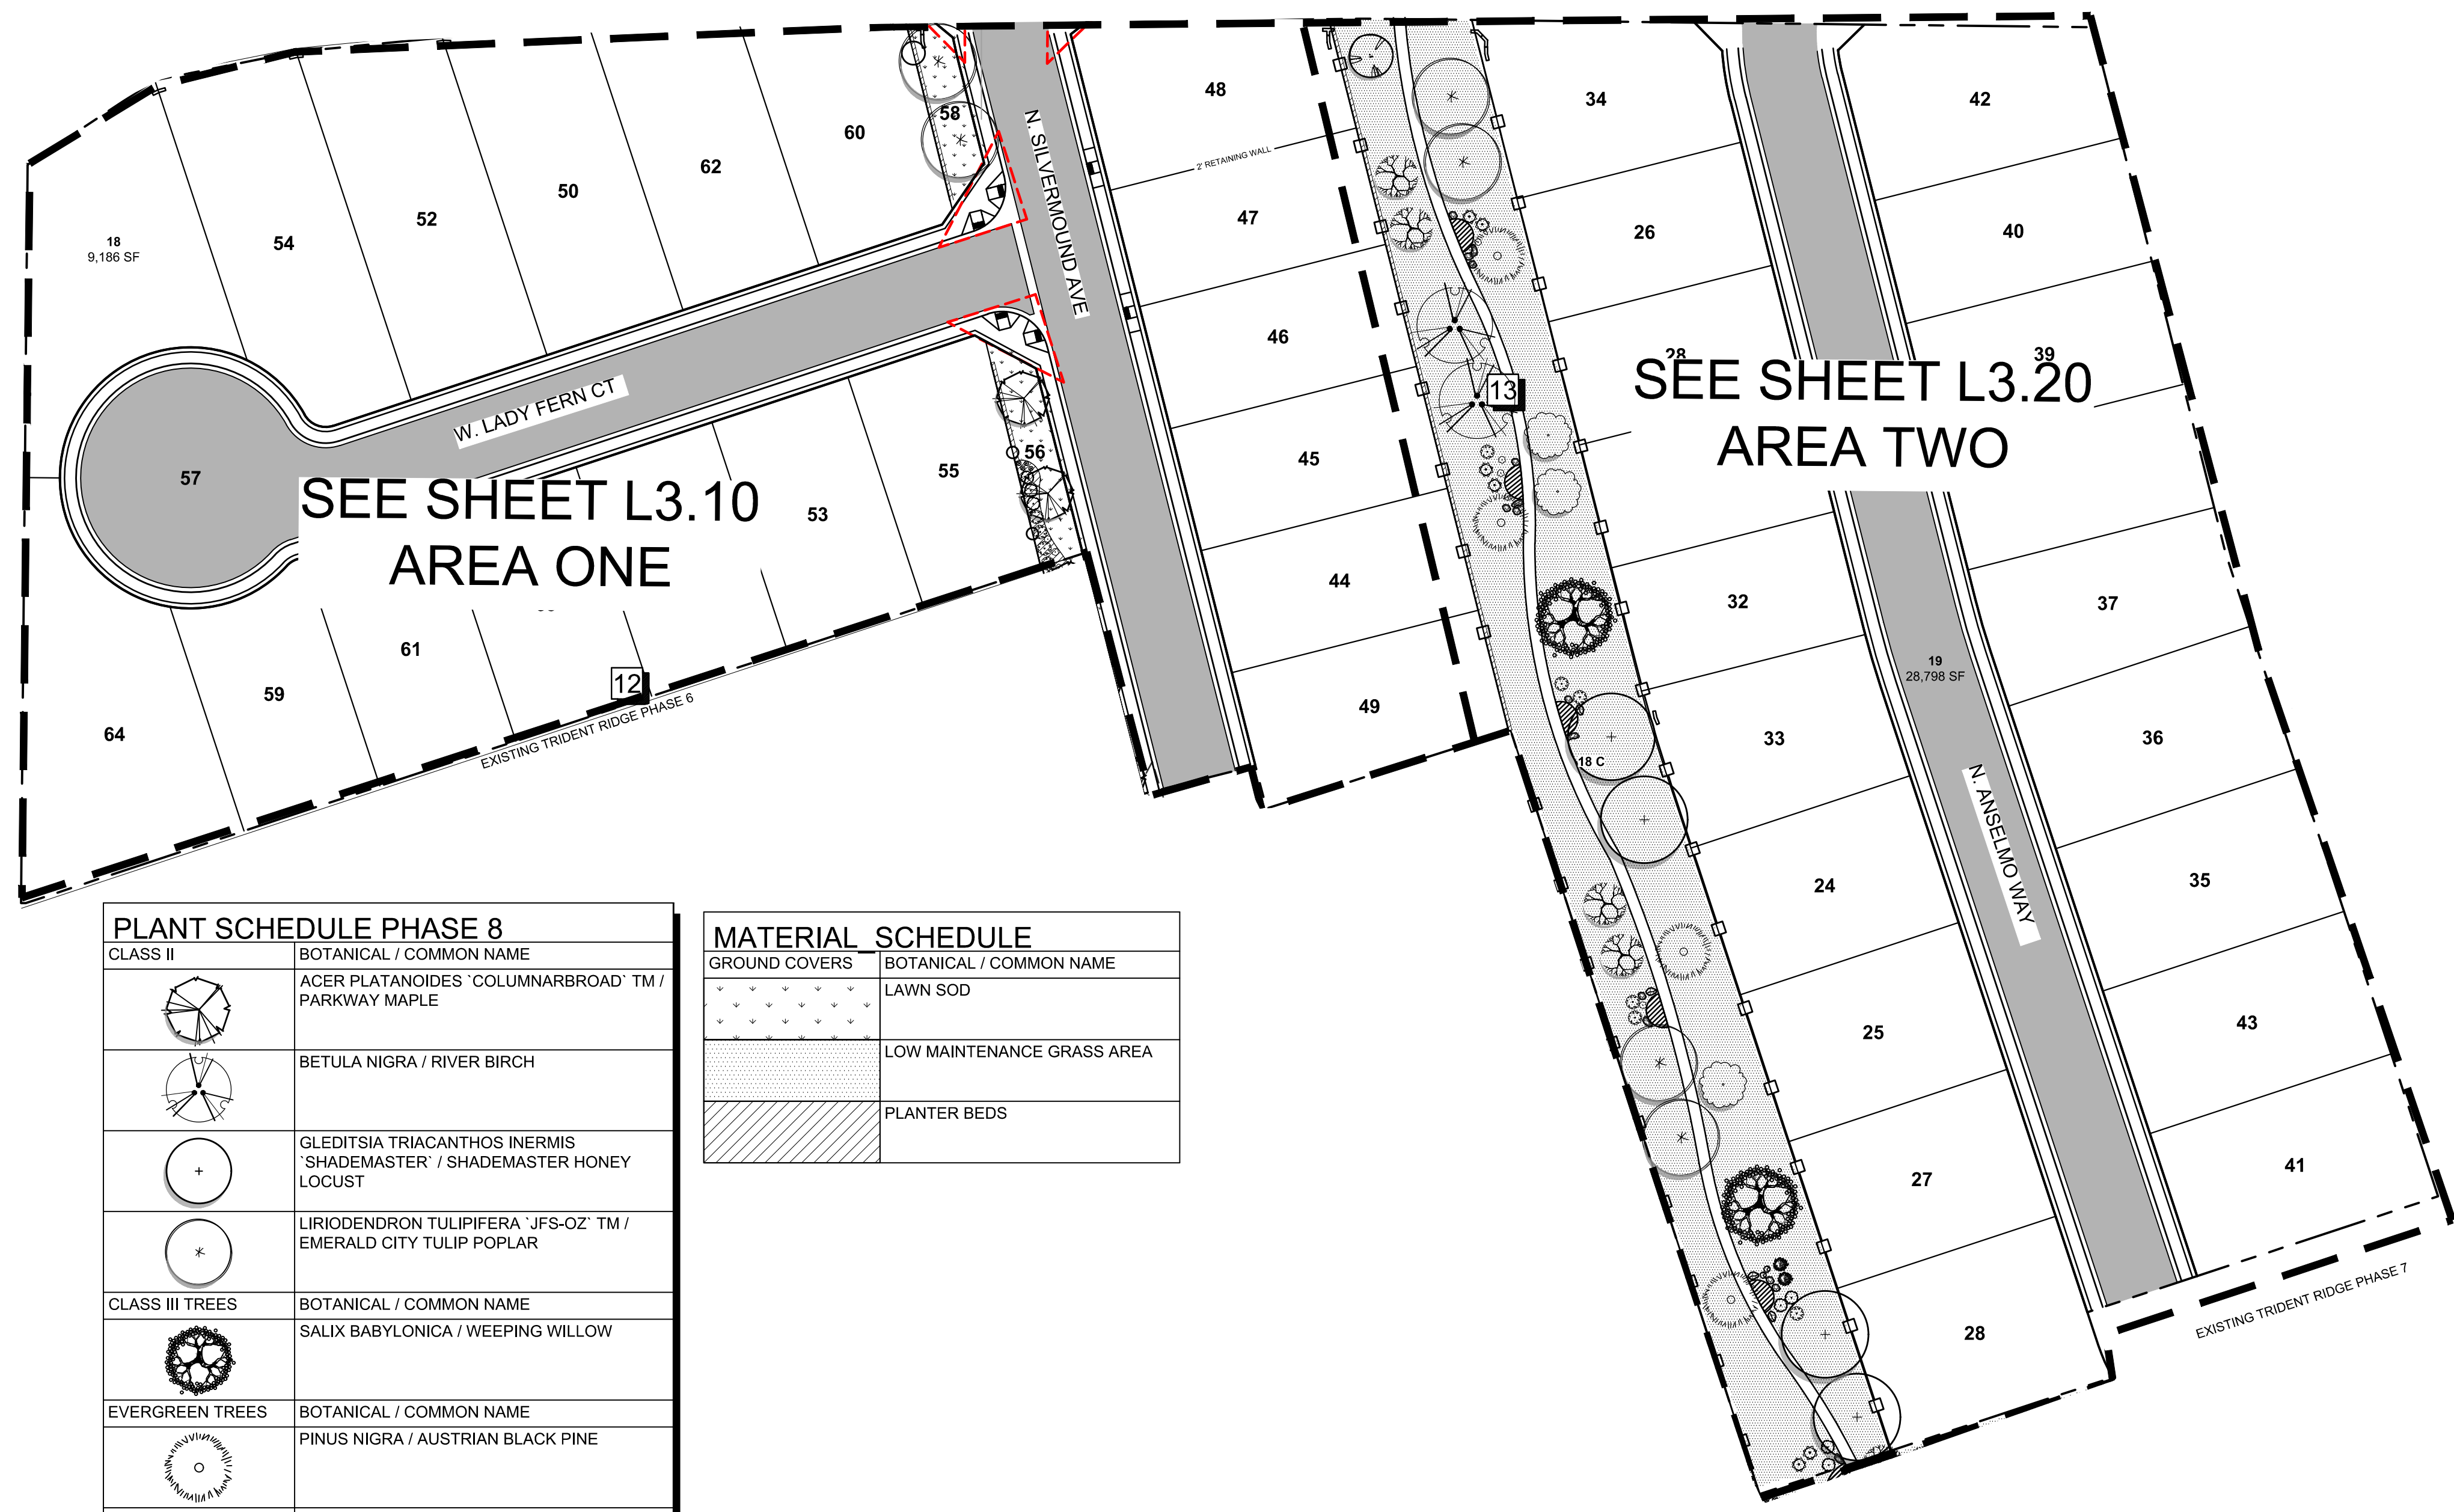 48
34
42
58
60
62
50
52
54
18
9,186 SF
N. SILVERMOUND AVE
2' RETAINING WALL
47
26
40
46
28
39
SEE SHEET L3.20
AREA TWO
13
W. LADY FERN CT
57
SEE SHEET L3.10
AREA ONE
56
55
53
45
44
32
37
61
59
64
12
EXISTING TRIDENT RIDGE PHASE 6
49
18 C
33
19
28,798 SF
36
N. ANSELMO WAY
24
35
25
43
27
41
28
EXISTING TRIDENT RIDGE PHASE 7
PLANT SCHEDULE PHASE 8
CLASS II
BOTANICAL / COMMON NAME
ACER PLATANOIDES `COLUMNARBROAD` TM /
PARKWAY MAPLE
BETULA NIGRA / RIVER BIRCH
GLEDITSIA TRIACANTHOS INERMIS
`SHADEMASTER` / SHADEMASTER HONEY
LOCUST
LIRIODENDRON TULIPIFERA `JFS-OZ` TM /
EMERALD CITY TULIP POPLAR
CLASS III TREES
BOTANICAL / COMMON NAME
SALIX BABYLONICA / WEEPING WILLOW
EVERGREEN TREES
BOTANICAL / COMMON NAME
PINUS NIGRA / AUSTRIAN BLACK PINE
MATERIAL_SCHEDULE
GROUND COVERS
BOTANICAL / COMMON NAME
LAWN SOD
LOW MAINTENANCE GRASS AREA
PLANTER BEDS